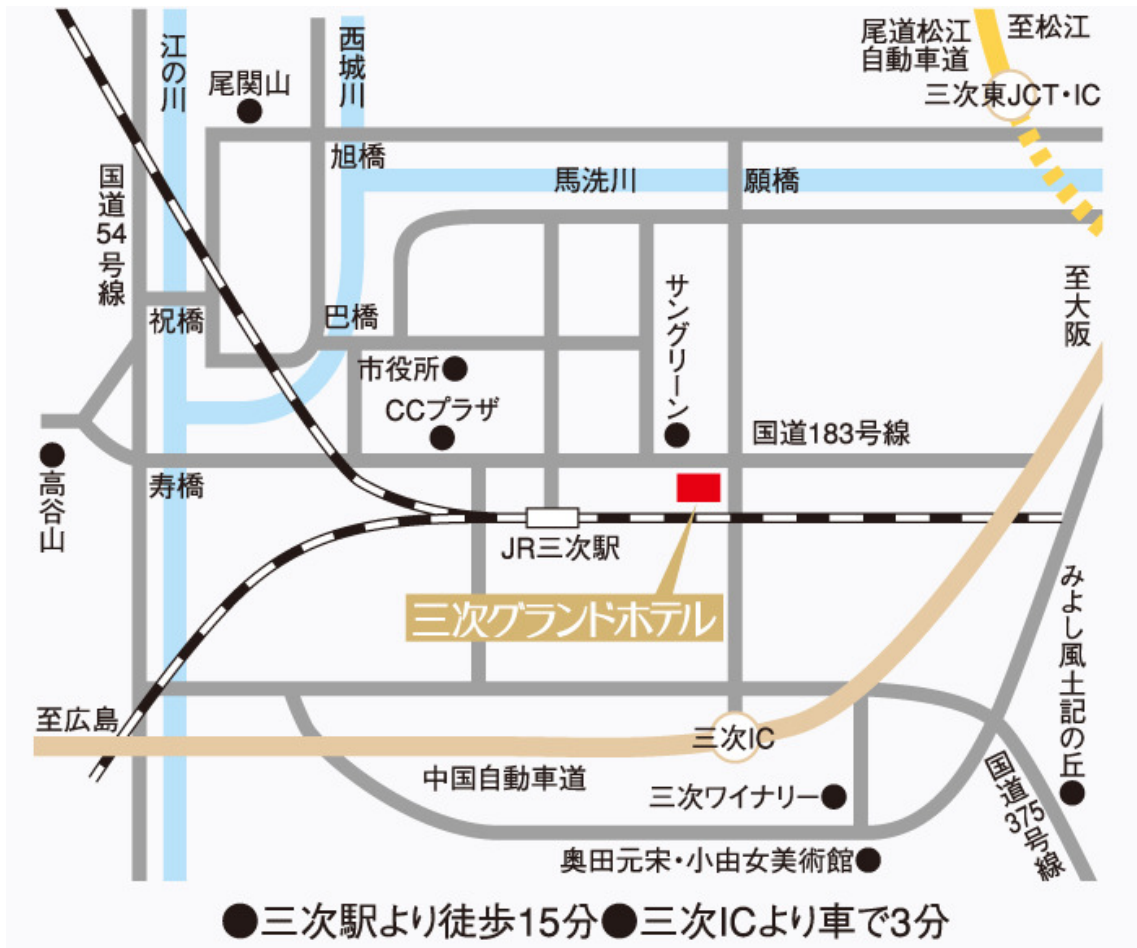 尾道松江
自動車道
至松江
三次東JCT・IC
江の川
西城川
尾関山
旭橋
馬洗川
願橋
国道54号線
祝橋
巴橋
サングリーン
至大阪
市役所
CCプラザ
国道183号線
寿橋
高谷山
JR三次駅
三次グランドホテル
みよし風土記の丘
至広島
三次IC
中国自動車道
三次ワイナリー
国道375号線
奥田元宋・小由女美術館
●三次駅より徒歩15分●三次ICより車で3分